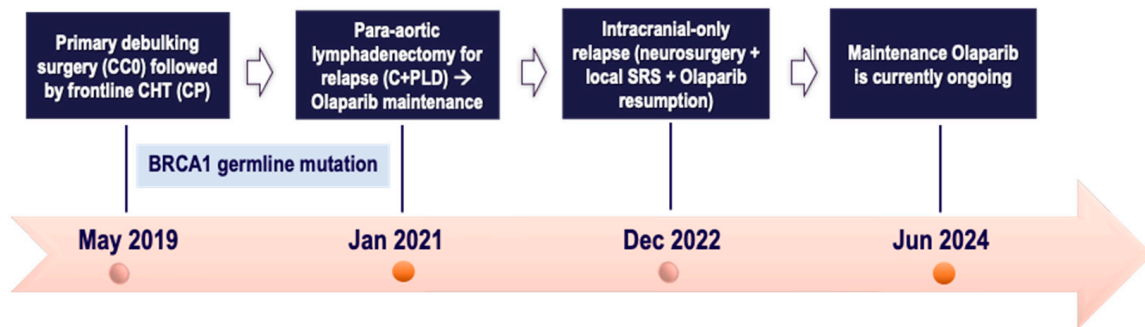 Primary debulking
surgery (CC0) followed
by frontline CHT (CP)
Para-aortic
lymphadenectomy for
relapse (C+PLD) →
Olaparib maintenance
Intracranial-only
relapse (neurosurgery +
local SRS + Olaparib
resumption)
Maintenance Olaparib
is currently ongoing
BRCA1 germline mutation
May 2019
Jan 2021
Dec 2022
Jun 2024